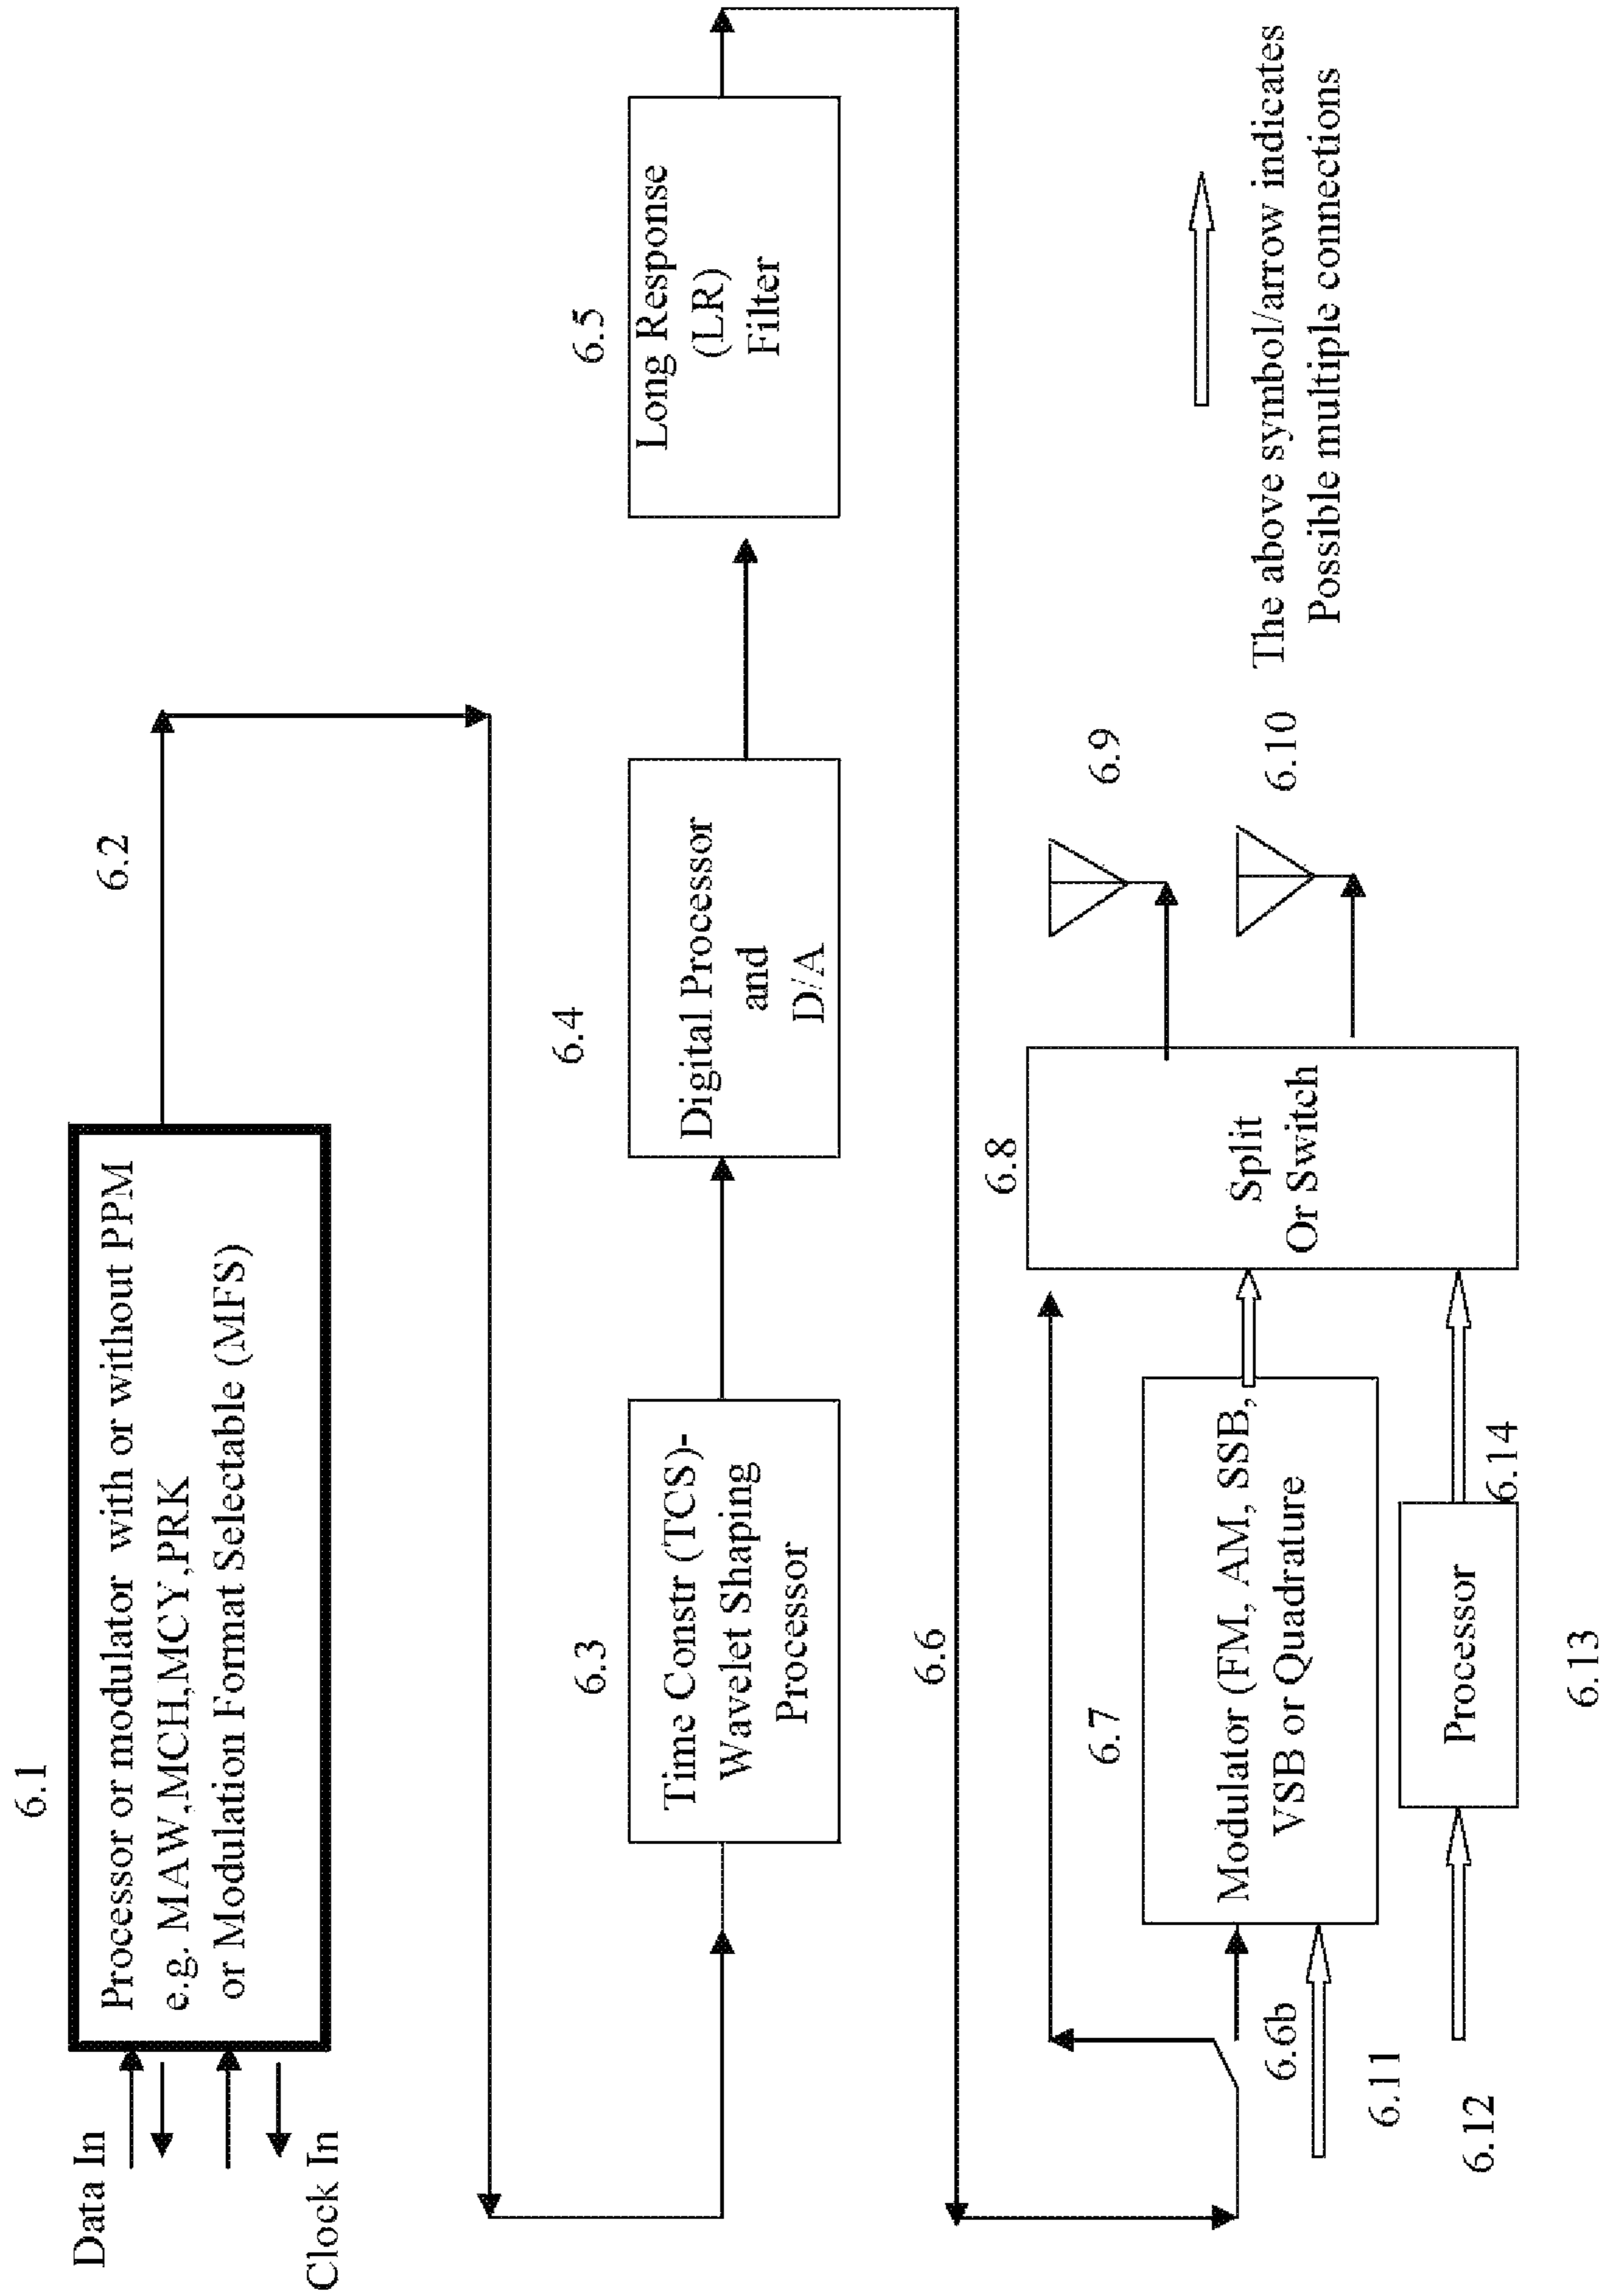 6.1
Data In
Clock In
Processor or modulator with or without PPM
e.g. MAW,MCH,MCY,PRK
or Modulation Format Selectable (MFS)
6.2
6.3
Time Constr (TCS)-
Wavelet Shaping
Processor
6.4
Digital Processor
and
D/A
6.5
Long Response
(LR)
Filter
6.6
6.7
Modulator (FM, AM, SSB,
VSB or Quadrature
6.6b
6.11
6.12
Processor
6.13
6.14
6.8
Split
Or Switch
6.9
6.10
The above symbol/arrow indicates
Possible multiple connections